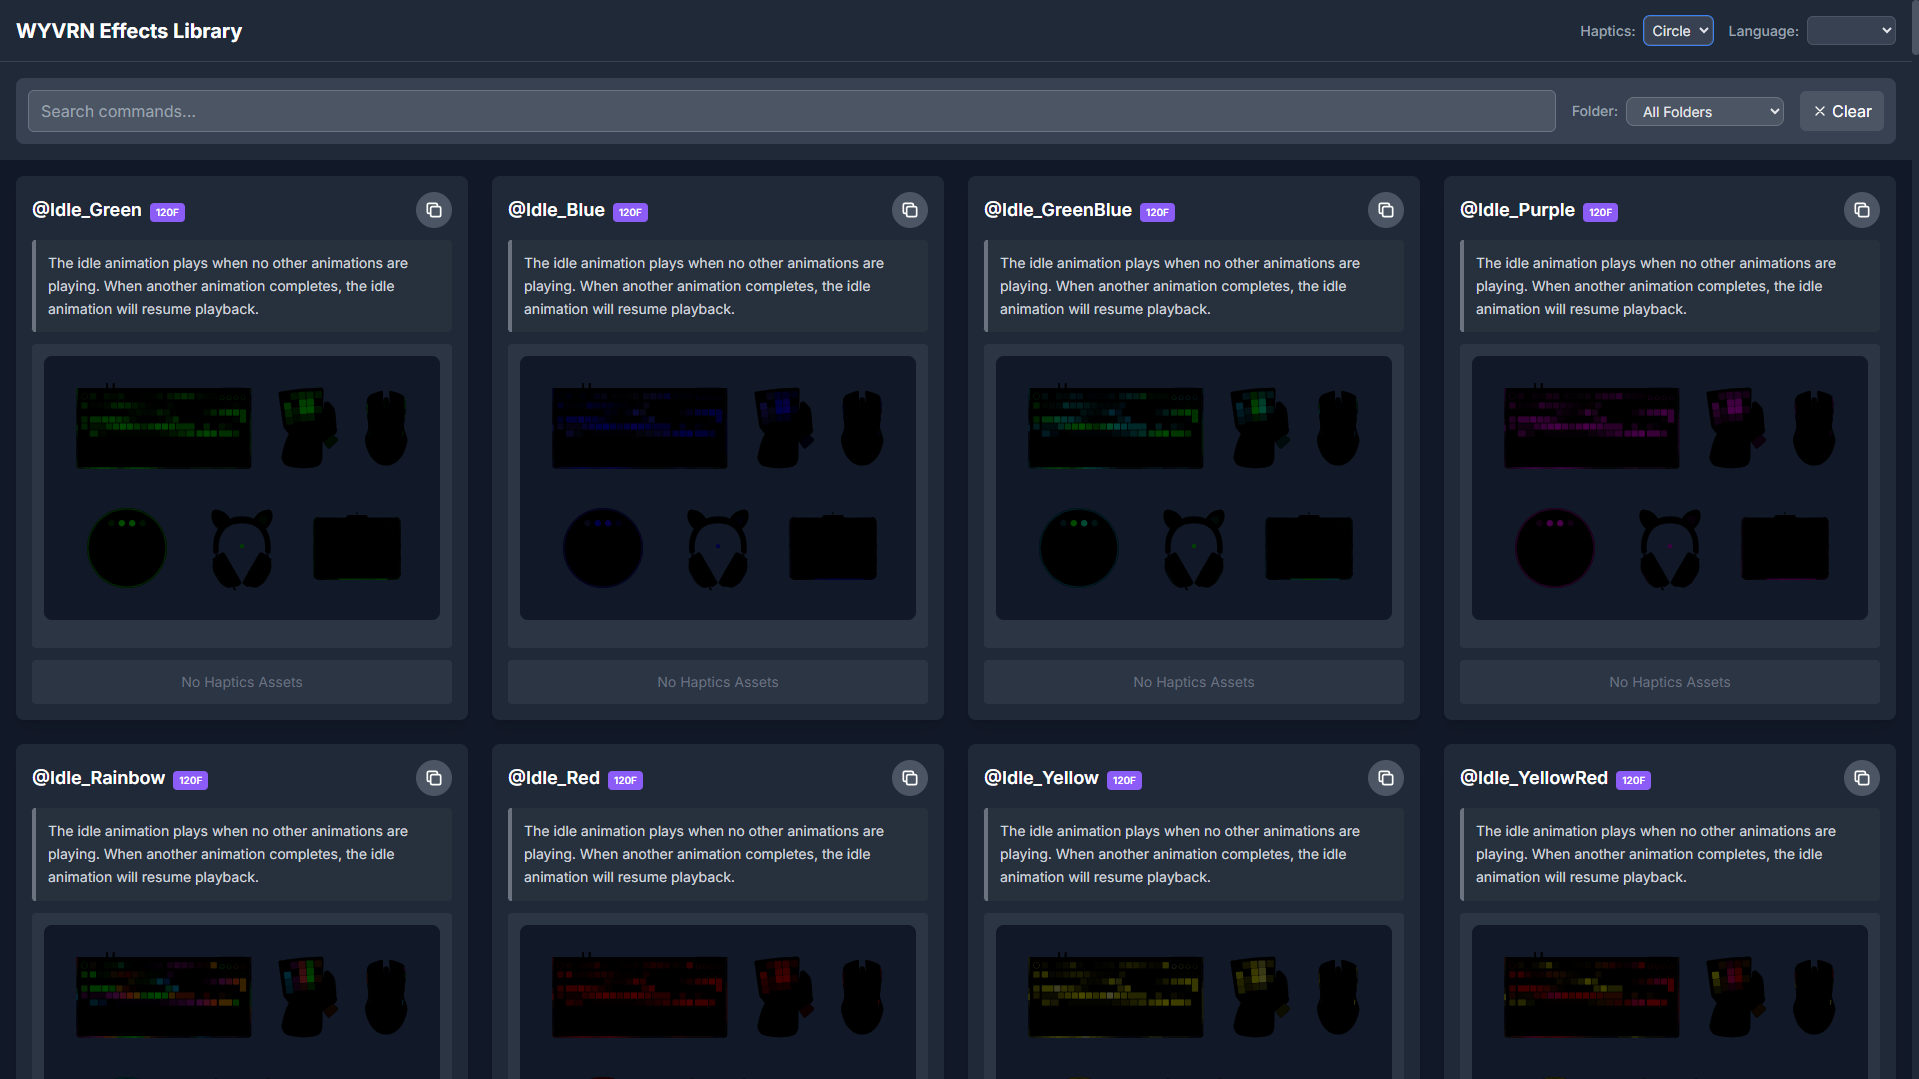 WYVRN Effects Library
Haptics: Circle Language:
Search commands...
Folder: All Folders
Clear
@Idle_Green 120F
The idle animation plays when no other animations are
playing. When another animation completes, the idle
animation will resume playback.
No Haptics Assets
@Idle_Blue 120F
The idle animation plays when no other animations are
playing. When another animation completes, the idle
animation will resume playback.
No Haptics Assets
@Idle_GreenBlue 120F
The idle animation plays when no other animations are
playing. When another animation completes, the idle
animation will resume playback.
No Haptics Assets
@Idle_Purple 120F
The idle animation plays when no other animations are
playing. When another animation completes, the idle
animation will resume playback.
No Haptics Assets
@Idle_Rainbow 120F
The idle animation plays when no other animations are
playing. When another animation completes, the idle
animation will resume playback.
@Idle_Red 120F
The idle animation plays when no other animations are
playing. When another animation completes, the idle
animation will resume playback.
@Idle_Yellow 120F
The idle animation plays when no other animations are
playing. When another animation completes, the idle
animation will resume playback.
@Idle_YellowRed 120F
The idle animation plays when no other animations are
playing. When another animation completes, the idle
animation will resume playback.